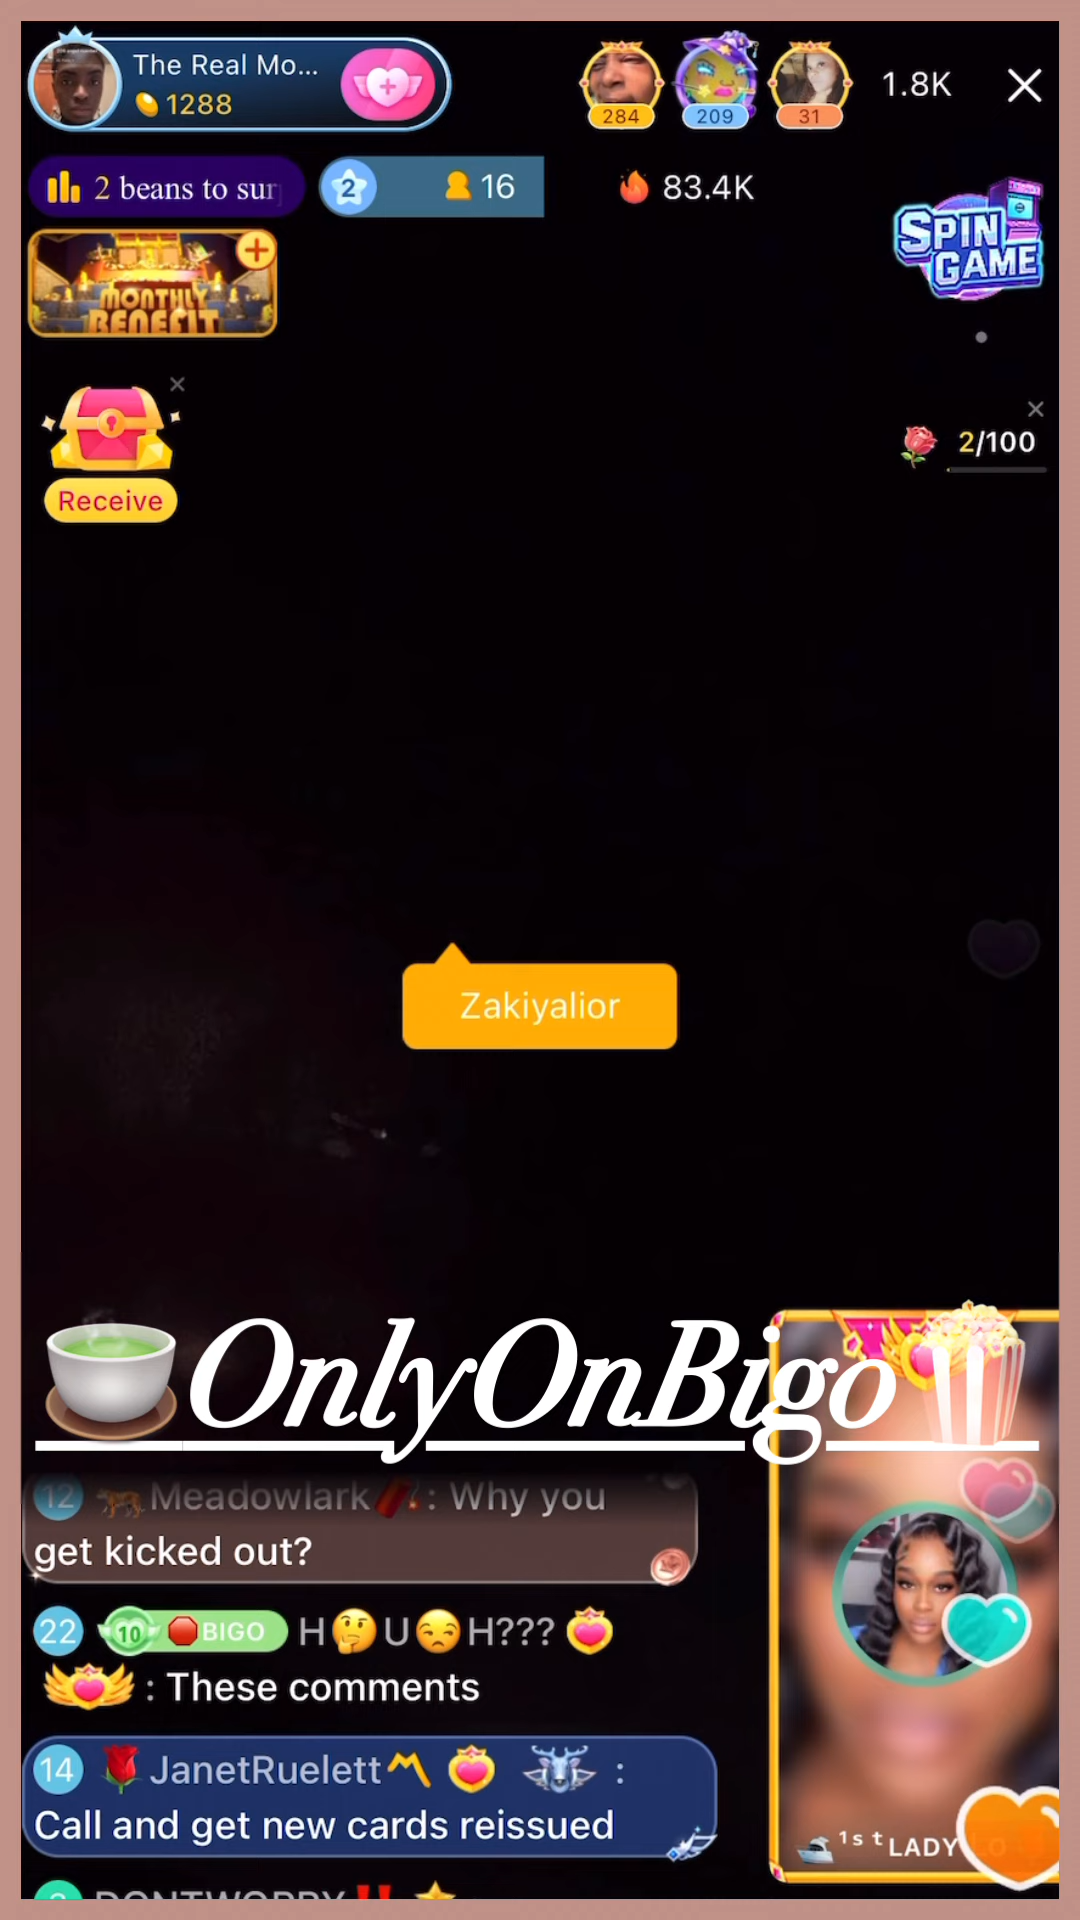 The Real Mo...
1288
284
209
31
1.8K
2 beans to sur
2
16
83.4K
SPIN
GAME
MONTHLY
BENEFIT
Receive
2/100
Zakiyalior
🍵OnlyOnBigo🍿
12 🐆Meadowlark🧧: Why you
get kicked out?
22 10 🛑BIGO H🤔U😒H???
: These comments
14 🌹JanetRuelett〽️ :
Call and get new cards reissued
🛥️ ¹ˢᵗLADY
DONTWORRY‼️ ⭐